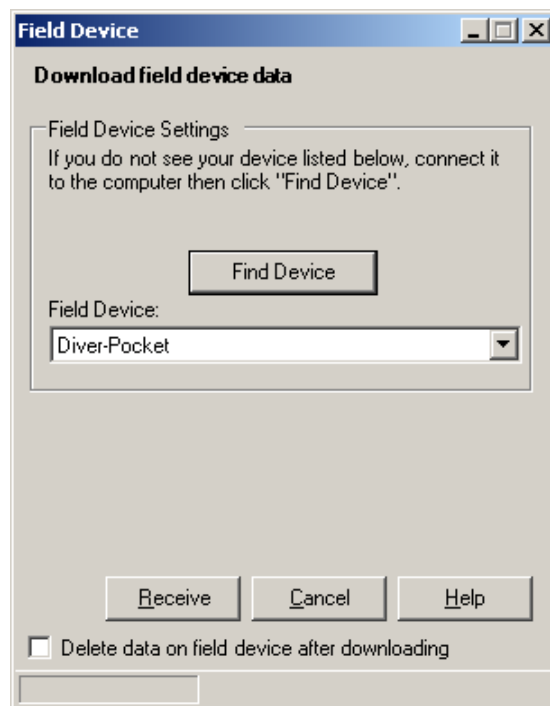 Field Device
Download field device data
Field Device Settings
If you do not see your device listed below, connect it
to the computer then click "Find Device".
Find Device
Field Device:
Diver-Pocket
Receive Cancel Help
Delete data on field device after downloading